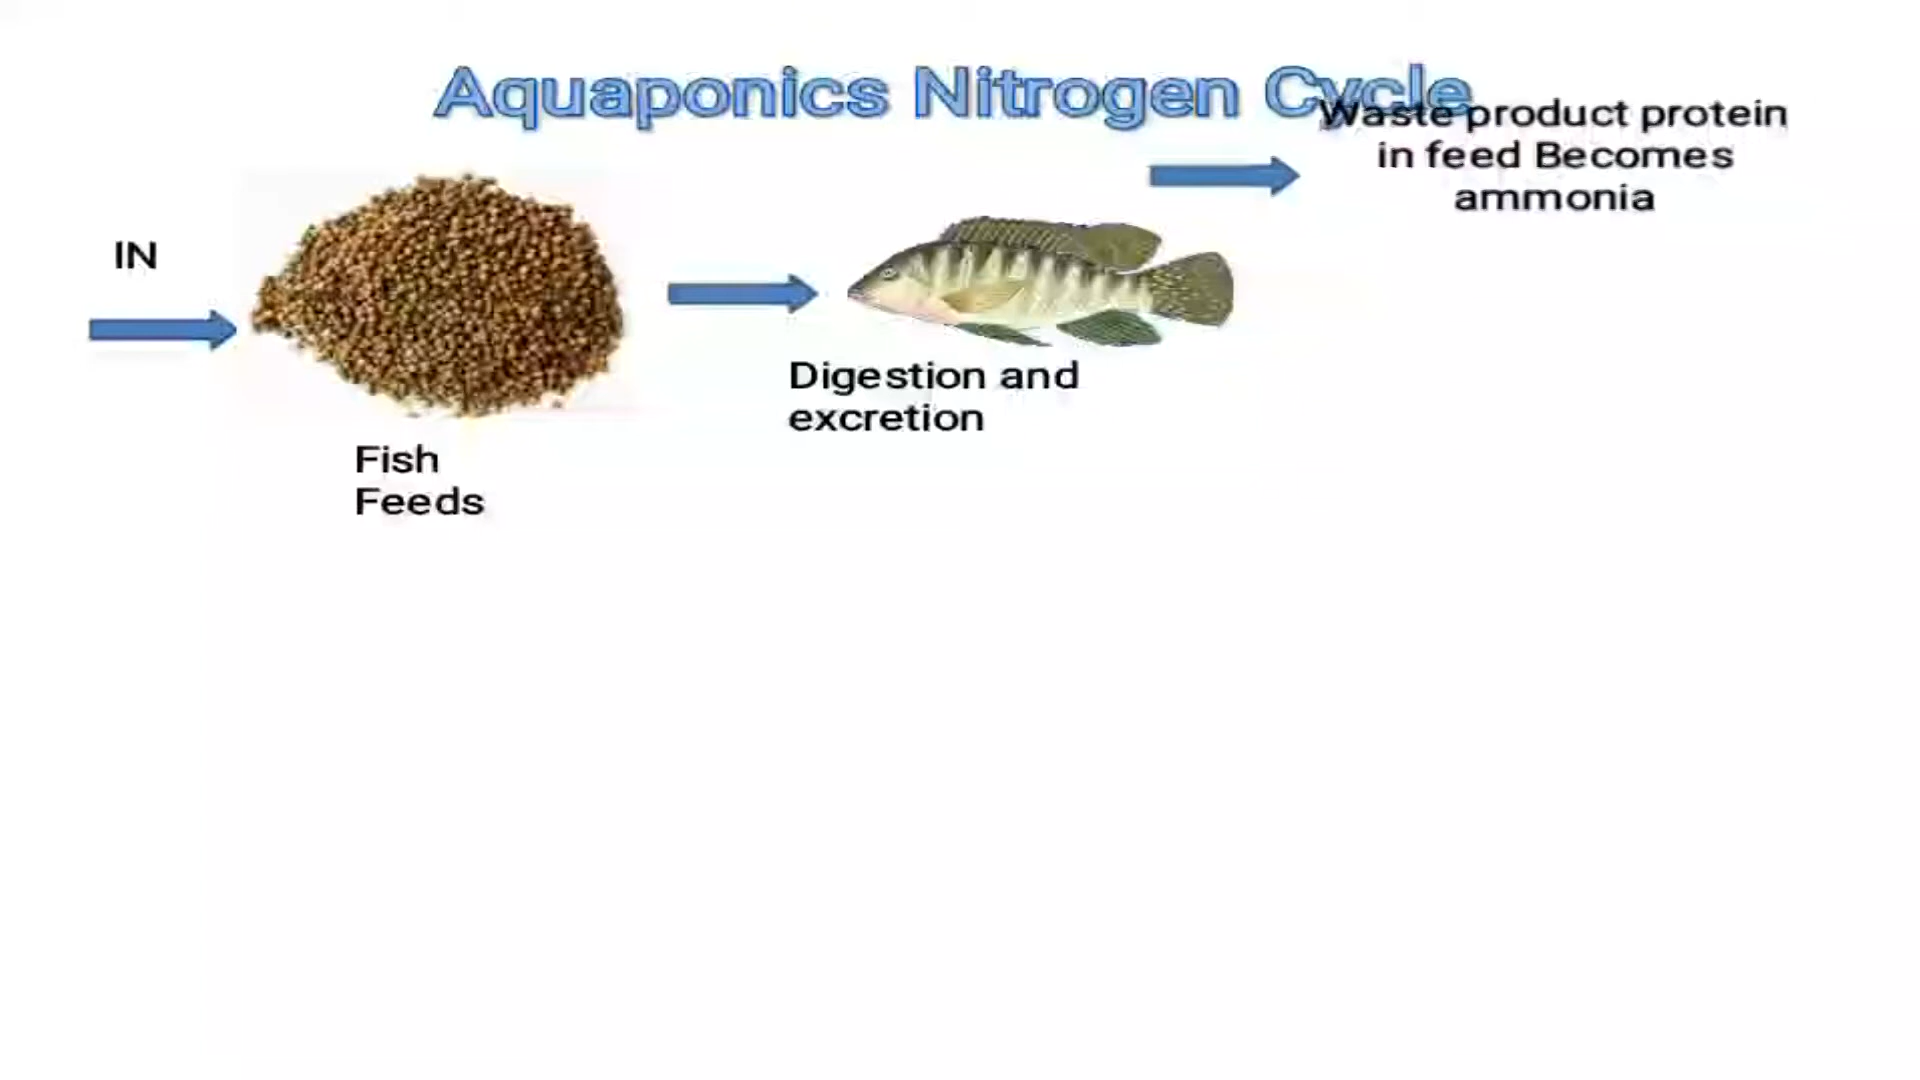 Aquaponics Nitrogen Cycle
Waste product protein
in feed Becomes
ammonia
IN
Digestion and
excretion
Fish
Feeds